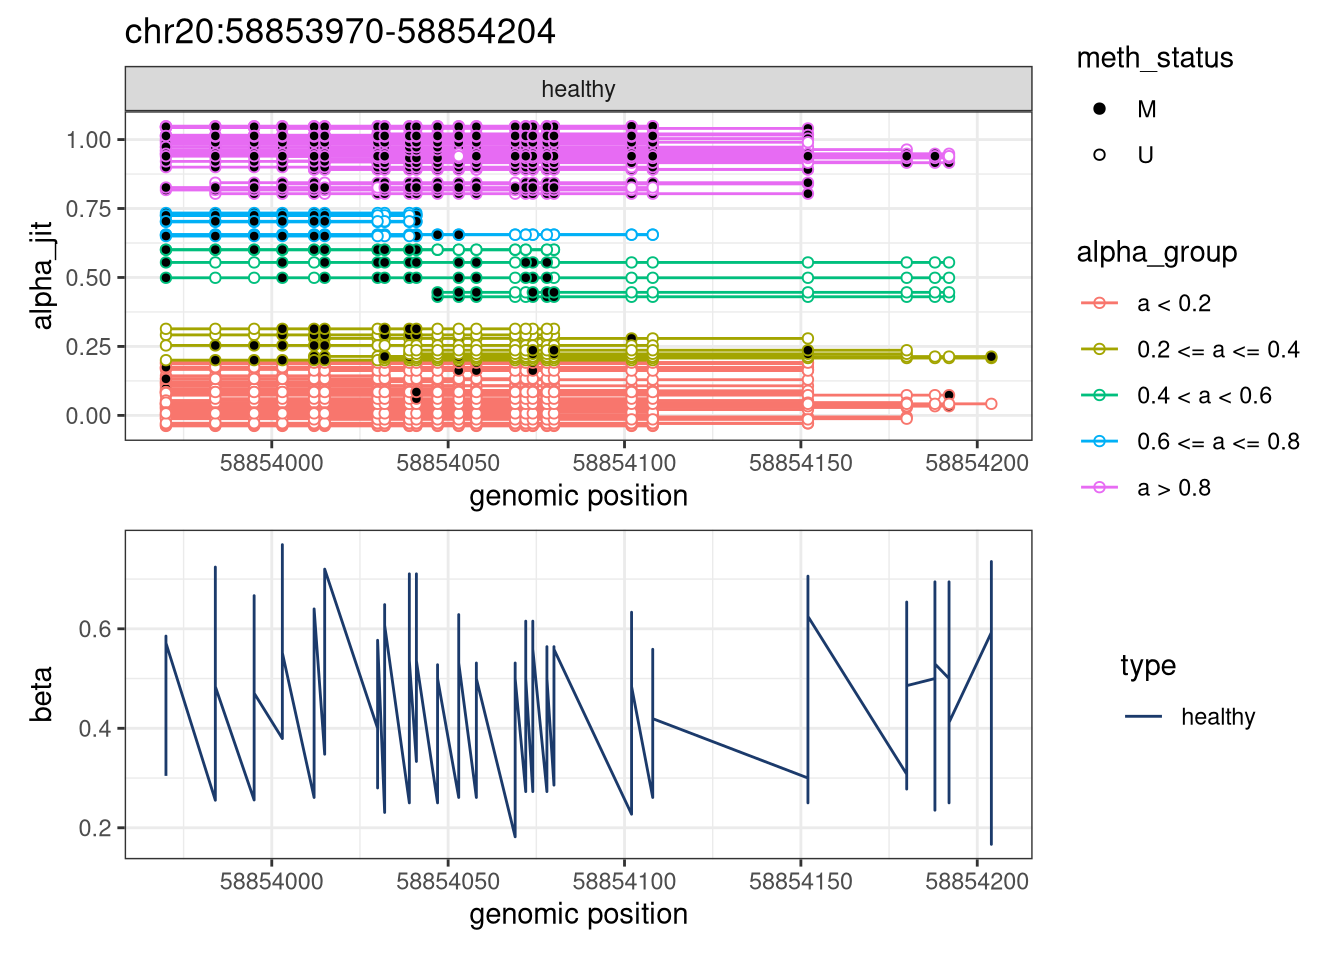 chr20:58853970-58854204
healthy
1.00
0.75
0.50
0.25
0.00
alpha_jit
58854000 58854050 58854100 58854150 58854200
genomic position
meth_status
M
U
alpha_group
a < 0.2
0.2 <= a <= 0.4
0.4 < a < 0.6
0.6 <= a <= 0.8
a > 0.8
0.6
0.4
0.2
beta
58854000 58854050 58854100 58854150 58854200
genomic position
type
healthy